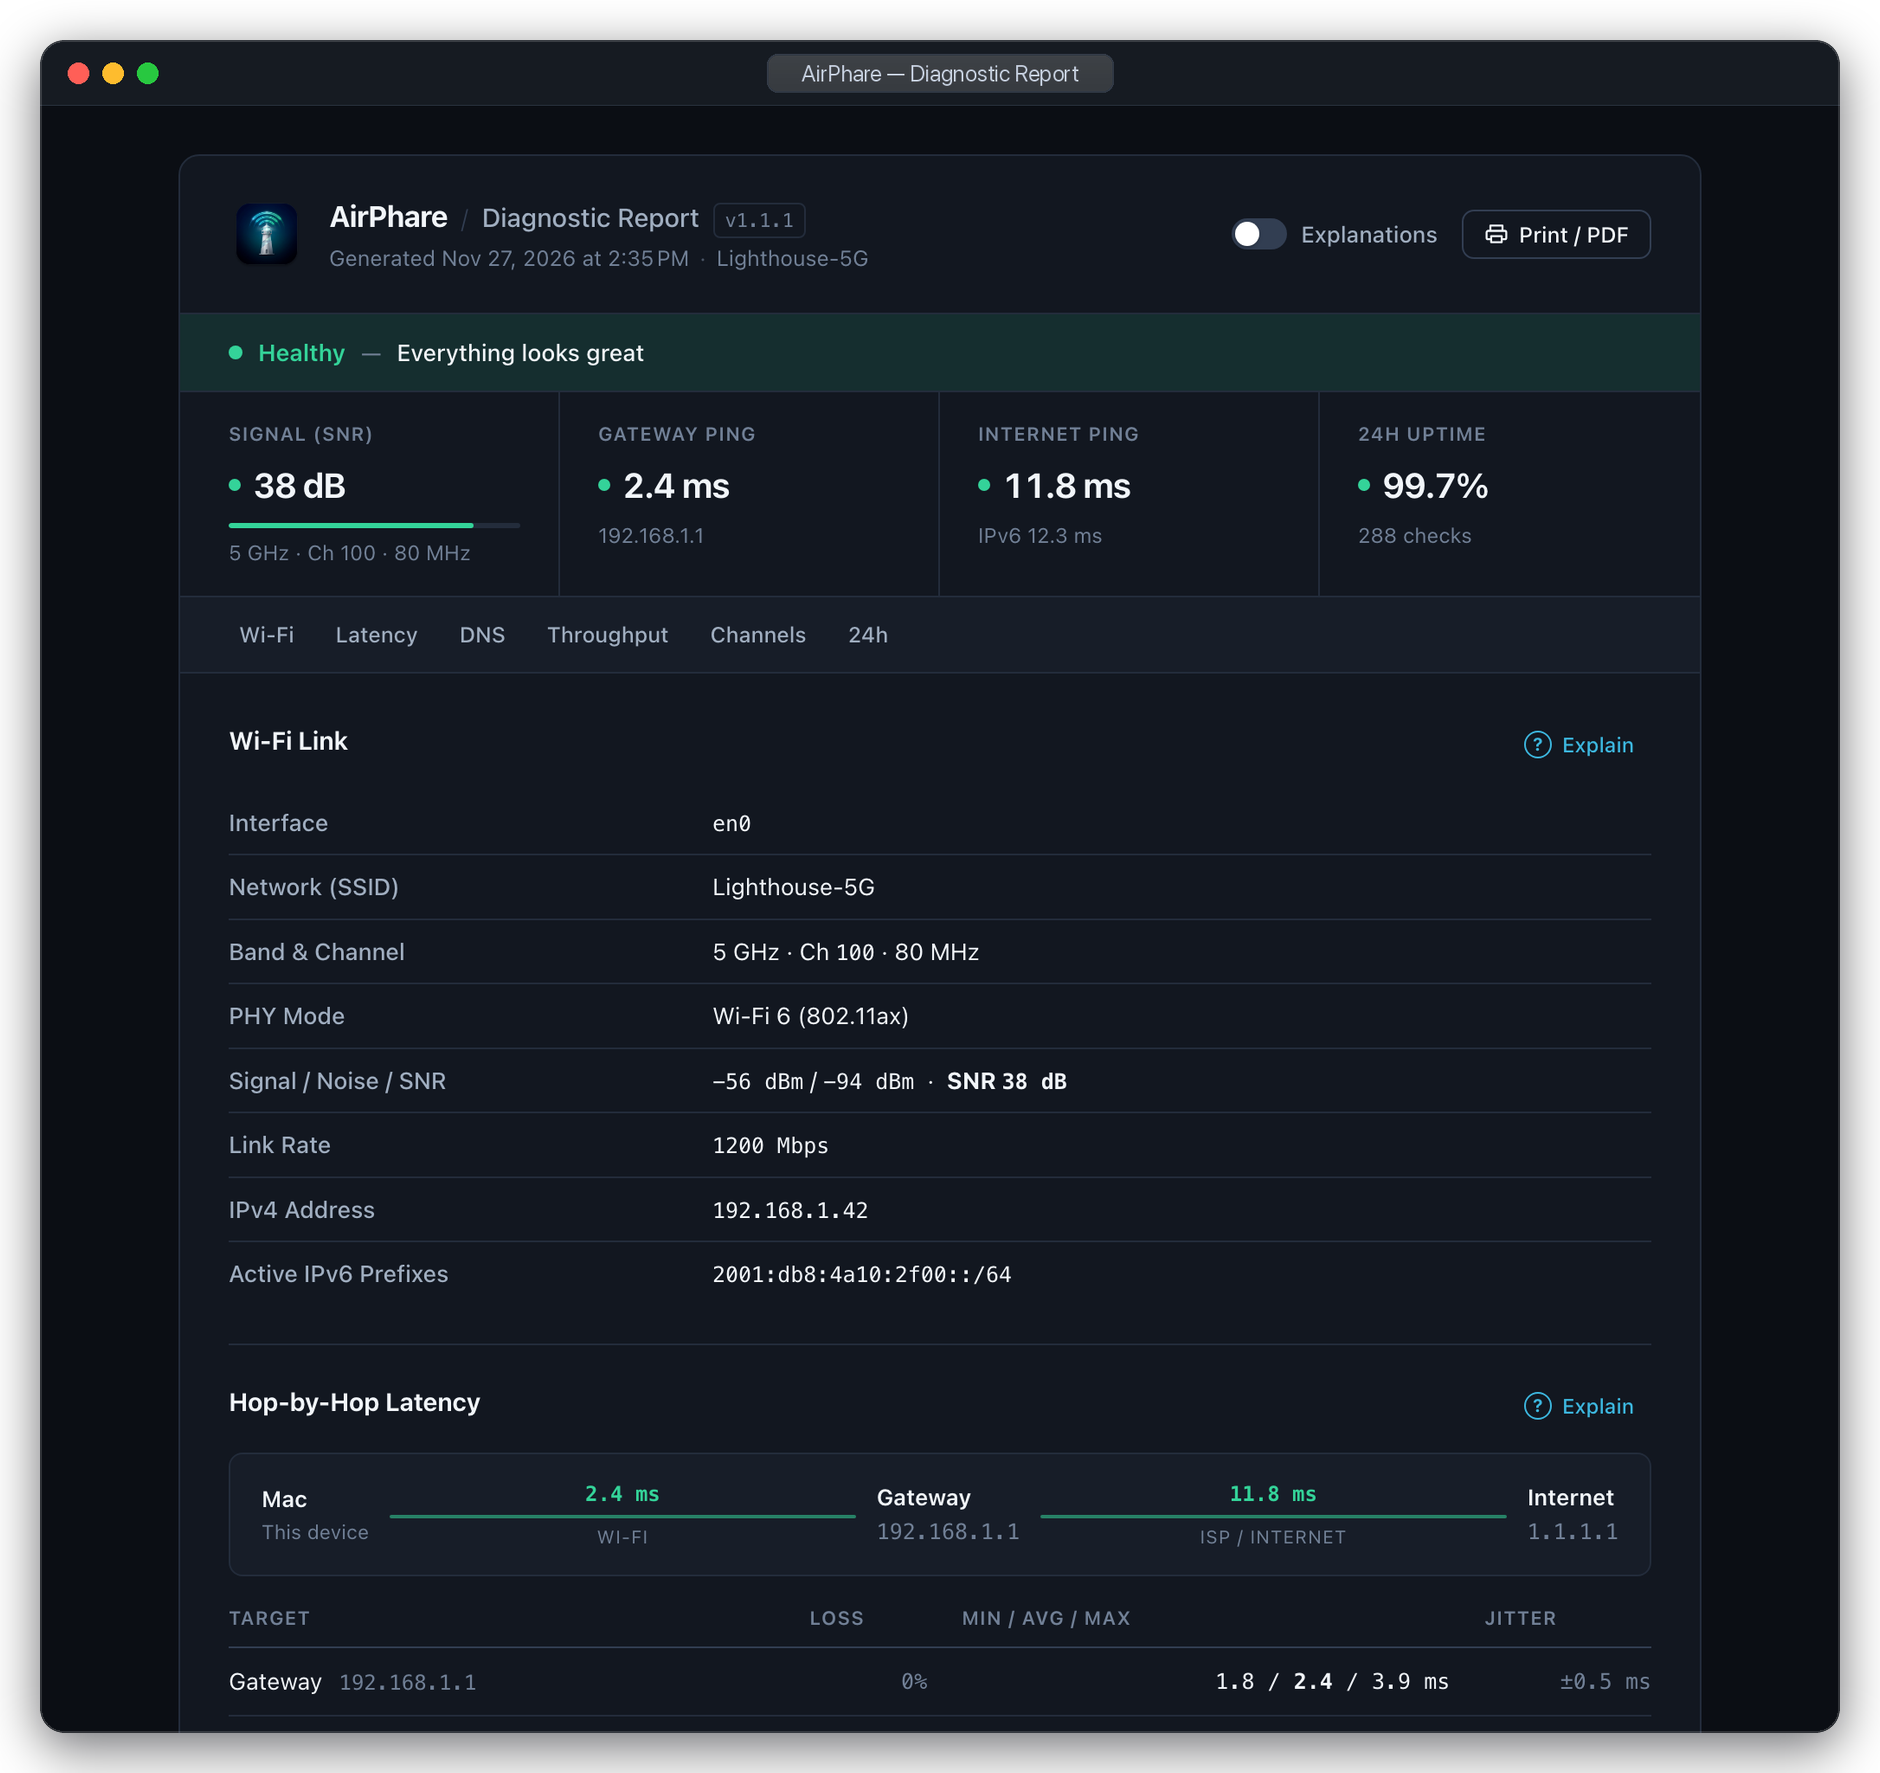 AirPhare — Diagnostic Report
AirPhare / Diagnostic Report v1.1.1
Generated Nov 27, 2026 at 2:35 PM · Lighthouse-5G
Explanations
Print / PDF
Healthy — Everything looks great
SIGNAL (SNR)
38 dB
5 GHz · Ch 100 · 80 MHz
GATEWAY PING
2.4 ms
192.168.1.1
INTERNET PING
11.8 ms
IPv6 12.3 ms
24H UPTIME
99.7%
288 checks
Wi-Fi Latency DNS Throughput Channels 24h
Wi-Fi Link
? Explain
Interface en0
Network (SSID) Lighthouse-5G
Band & Channel 5 GHz · Ch 100 · 80 MHz
PHY Mode Wi-Fi 6 (802.11ax)
Signal / Noise / SNR −56 dBm / −94 dBm · SNR 38 dB
Link Rate 1200 Mbps
IPv4 Address 192.168.1.42
Active IPv6 Prefixes 2001:db8:4a10:2f00::/64
Hop-by-Hop Latency
? Explain
Mac
This device
2.4 ms
WI-FI
Gateway
192.168.1.1
11.8 ms
ISP / INTERNET
Internet
1.1.1.1
TARGET LOSS MIN / AVG / MAX JITTER
Gateway 192.168.1.1 0% 1.8 / 2.4 / 3.9 ms ±0.5 ms